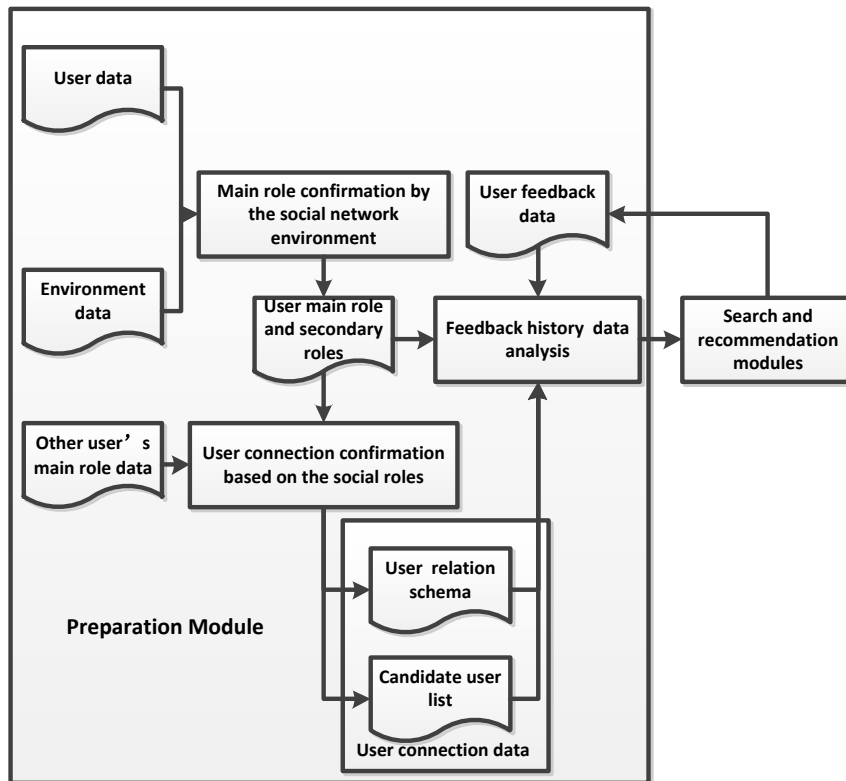 User data
Main role confirmation by
the social network
environment
User feedback
data
Environment
data
User main role
and secondary
roles
Feedback history data
analysis
Search and
recommendation
modules
Other user’s
main role data
User connection confirmation
based on the social roles
User relation
schema
Preparation Module
Candidate user
list
User connection data